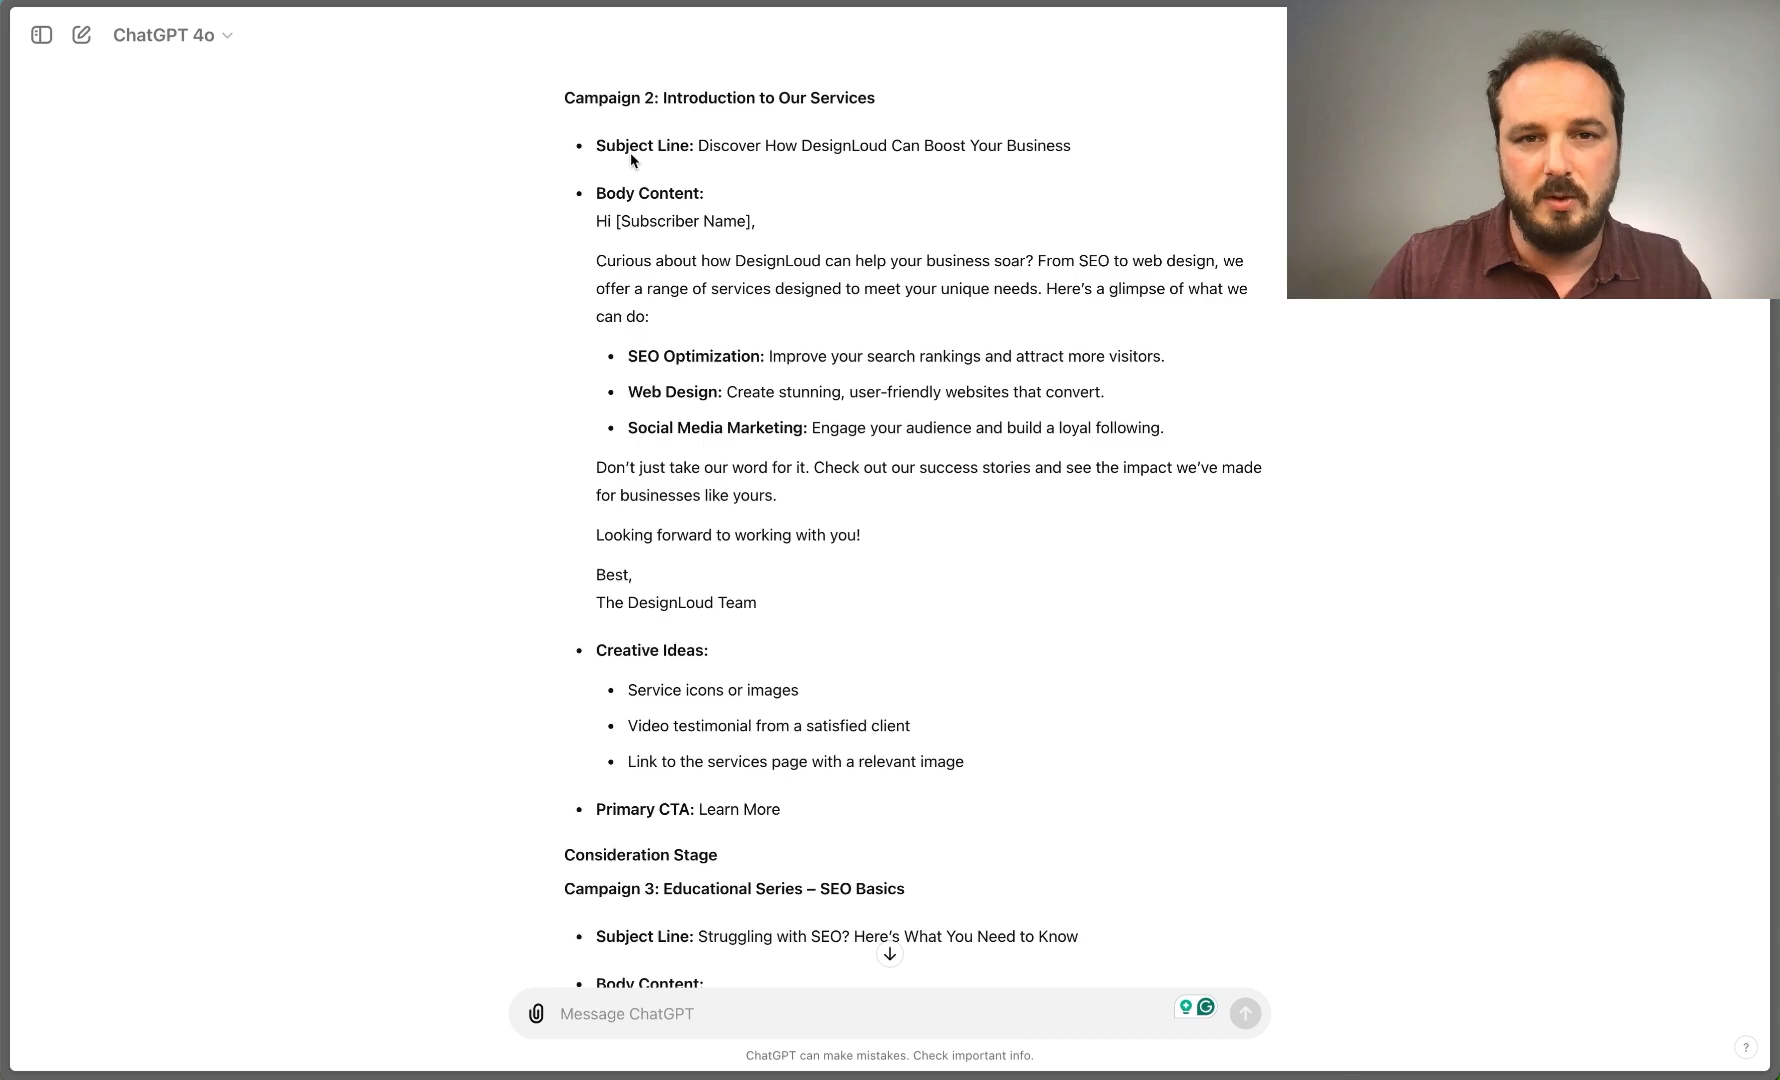 ChatGPT 4o
Campaign 2: Introduction to Our Services
• Subject Line: Discover How DesignLoud Can Boost Your Business
• Body Content:
Hi [Subscriber Name],
Curious about how DesignLoud can help your business soar? From SEO to web design, we
offer a range of services designed to meet your unique needs. Here’s a glimpse of what we
can do:
• SEO Optimization: Improve your search rankings and attract more visitors.
• Web Design: Create stunning, user-friendly websites that convert.
• Social Media Marketing: Engage your audience and build a loyal following.
Don’t just take our word for it. Check out our success stories and see the impact we’ve made
for businesses like yours.
Looking forward to working with you!
Best,
The DesignLoud Team
• Creative Ideas:
• Service icons or images
• Video testimonial from a satisfied client
• Link to the services page with a relevant image
• Primary CTA: Learn More
Consideration Stage
Campaign 3: Educational Series – SEO Basics
• Subject Line: Struggling with SEO? Here’s What You Need to Know
• Body Content:
Message ChatGPT
ChatGPT can make mistakes. Check important info.
?